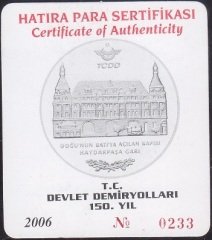 HATIRA PARA SERTİFİKASI
Certificate of Authenticity
TCDD
DOĞU'NUN BATIYA AÇILAN KAPISI
HAYDARPAŞA GARI
T.C.
DEVLET DEMİRYOLLARI
150. YIL
2006 № 0233